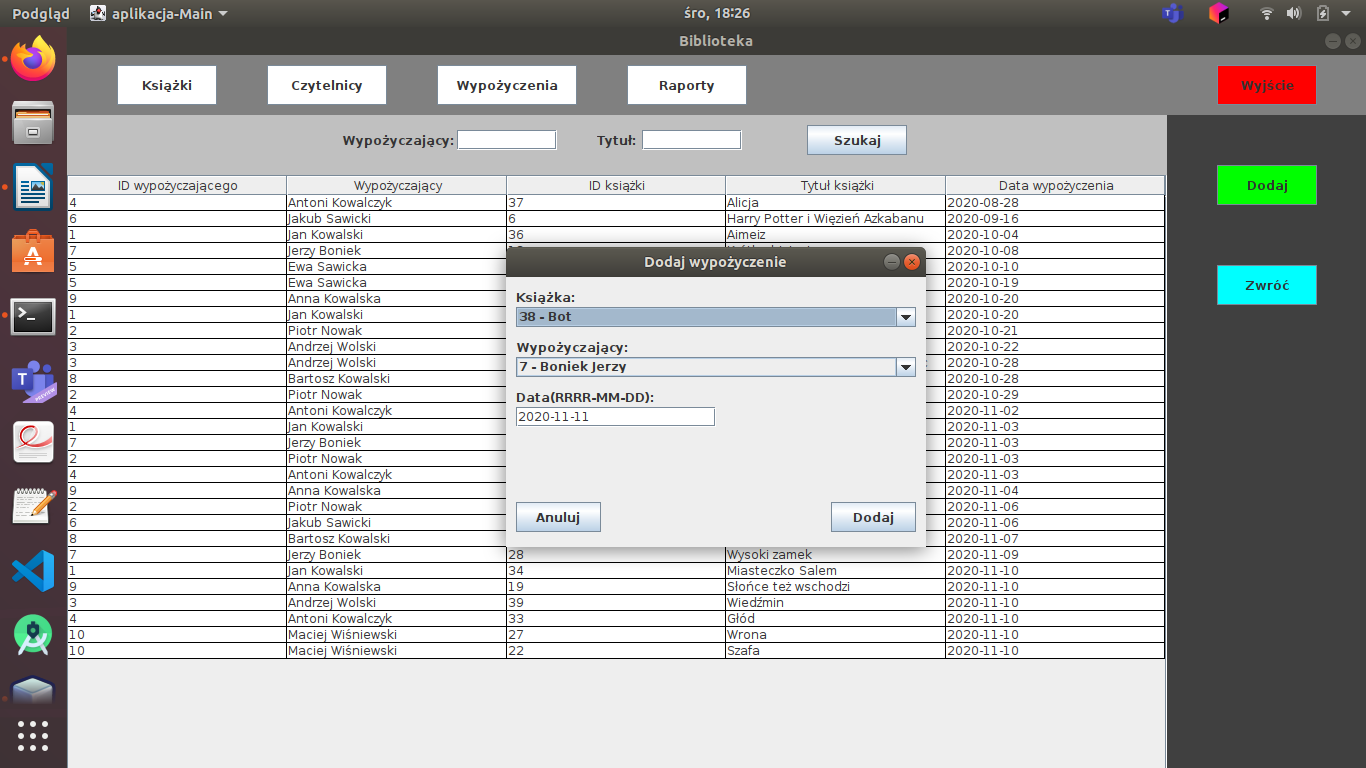 Podgląd aplikacja-Main śro, 18:26
Biblioteka
Książki Czytelnicy Wypożyczenia Raporty Wyjście
Wypożyczający: Tytuł: Szukaj
Dodaj
Zwróć
ID wypożyczającego Wypożyczający ID książki Tytuł książki Data wypożyczenia
4 Antoni Kowalczyk 37 Alicja 2020-08-28
6 Jakub Sawicki 6 Harry Potter i Więzień Azkabanu 2020-09-16
1 Jan Kowalski 36 Aimeiz 2020-10-04
7 Jerzy Boniek 2020-10-08
5 Ewa Sawicka 2020-10-10
5 Ewa Sawicka 2020-10-19
9 Anna Kowalska 2020-10-20
1 Jan Kowalski 2020-10-20
2 Piotr Nowak 2020-10-21
3 Andrzej Wolski 2020-10-22
3 Andrzej Wolski 2020-10-28
8 Bartosz Kowalski 2020-10-28
2 Piotr Nowak 2020-10-29
4 Antoni Kowalczyk 2020-11-02
1 Jan Kowalski 2020-11-03
7 Jerzy Boniek 2020-11-03
2 Piotr Nowak 2020-11-03
4 Antoni Kowalczyk 2020-11-03
9 Anna Kowalska 2020-11-04
2 Piotr Nowak 2020-11-06
6 Jakub Sawicki 2020-11-06
8 Bartosz Kowalski 2020-11-07
7 Jerzy Boniek 28 Wysoki zamek 2020-11-09
1 Jan Kowalski 34 Miasteczko Salem 2020-11-10
9 Anna Kowalska 19 Słońce też wschodzi 2020-11-10
3 Andrzej Wolski 39 Wiedźmin 2020-11-10
4 Antoni Kowalczyk 33 Głód 2020-11-10
10 Maciej Wiśniewski 27 Wrona 2020-11-10
10 Maciej Wiśniewski 22 Szafa 2020-11-10
Dodaj wypożyczenie
Książka:
38 - Bot
Wypożyczający:
7 - Boniek Jerzy
Data(RRRR-MM-DD):
2020-11-11
Anuluj Dodaj